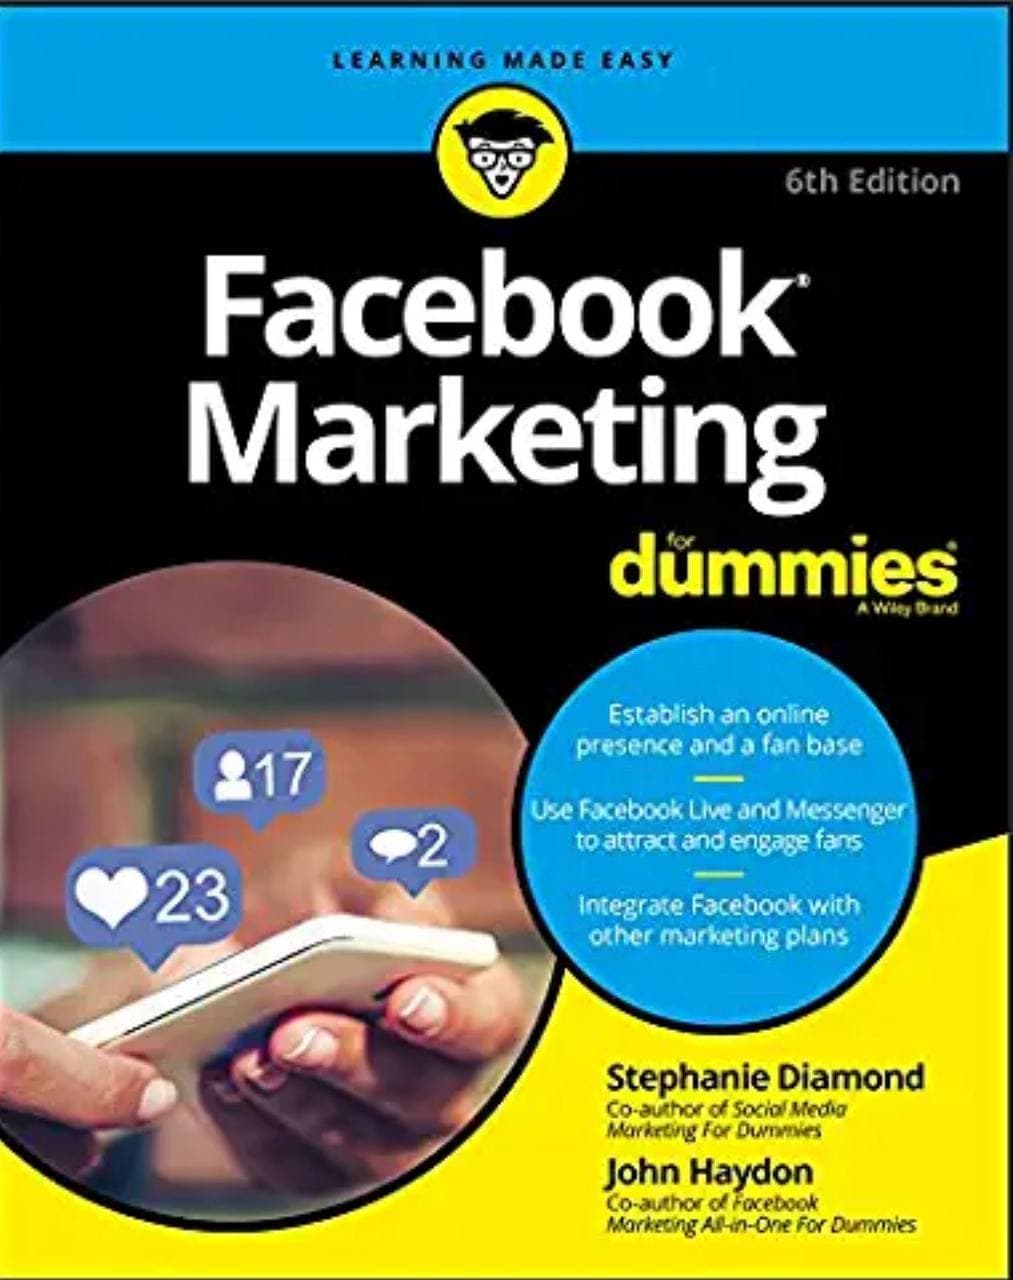 LEARNING MADE EASY
6th Edition
Facebook®
Marketing
for
dummies®
A Wiley Brand
17
2
23
Establish an online
presence and a fan base
Use Facebook Live and Messenger
to attract and engage fans
Integrate Facebook with
other marketing plans
Stephanie Diamond
Co-author of Social Media
Marketing For Dummies
John Haydon
Co-author of Facebook
Marketing All-in-One For Dummies